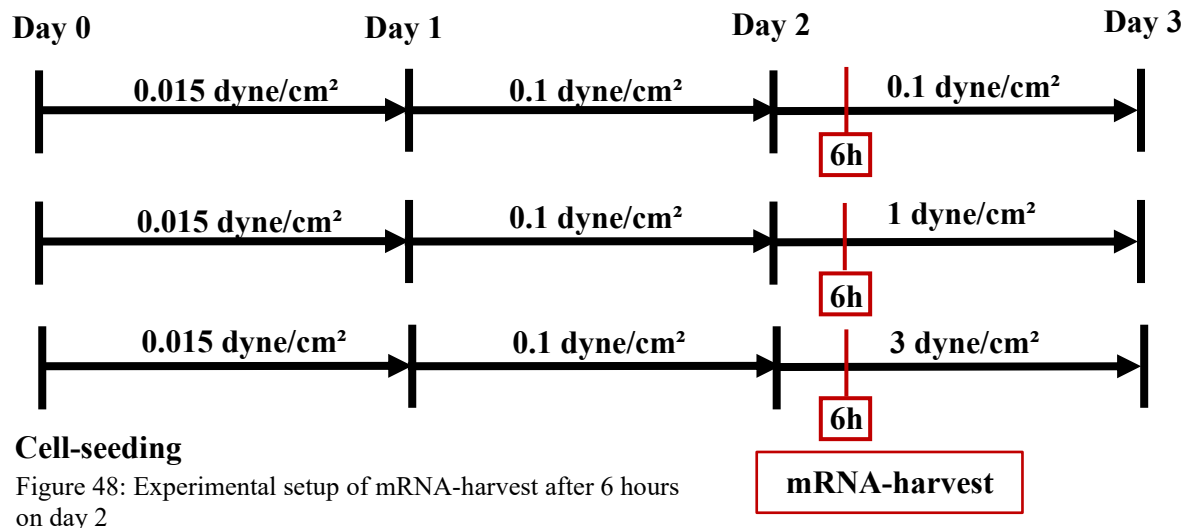 Day 0 Day 1 Day 2 Day 3
0.015 dyne/cm² 0.1 dyne/cm² 0.1 dyne/cm²
6h
0.015 dyne/cm² 0.1 dyne/cm² 1 dyne/cm²
6h
0.015 dyne/cm² 0.1 dyne/cm² 3 dyne/cm²
6h
Cell-seeding
mRNA-harvest
Figure 48: Experimental setup of mRNA-harvest after 6 hours
on day 2